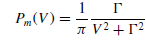 P_m(V) = \frac{1}{\pi} \frac{\Gamma}{V^2 + \Gamma^2}